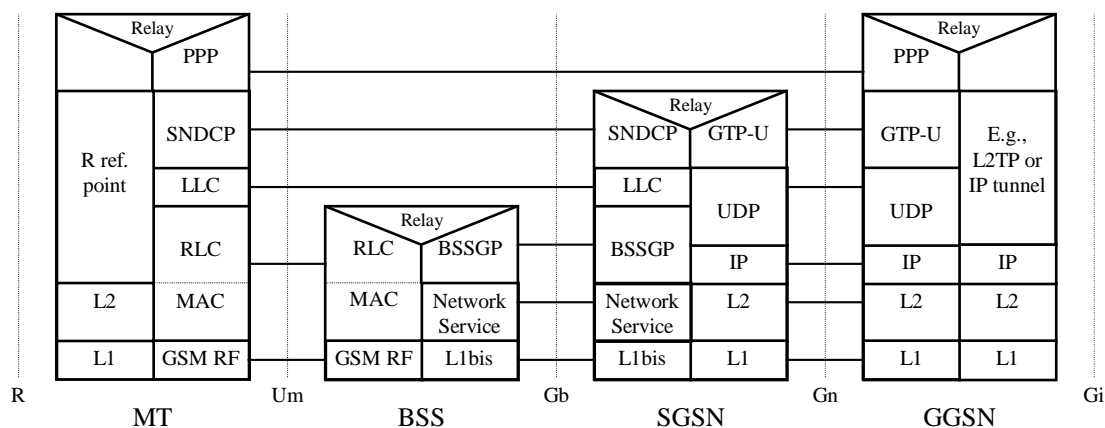 Relay
PPP
Relay
PPP
Relay
SNDCP
SNDCP
GTP-U
GTP-U
E.g.,
L2TP or
IP tunnel
R ref.
point
LLC
LLC
UDP
UDP
Relay
RLC
RLC
BSSGP
BSSGP
IP
IP
IP
L2
MAC
MAC
Network
Service
Network
Service
L2
L2
L2
L1
GSM RF
GSM RF
L1bis
L1bis
L1
L1
L1
R
Um
Gb
Gn
Gi
MT
BSS
SGSN
GGSN